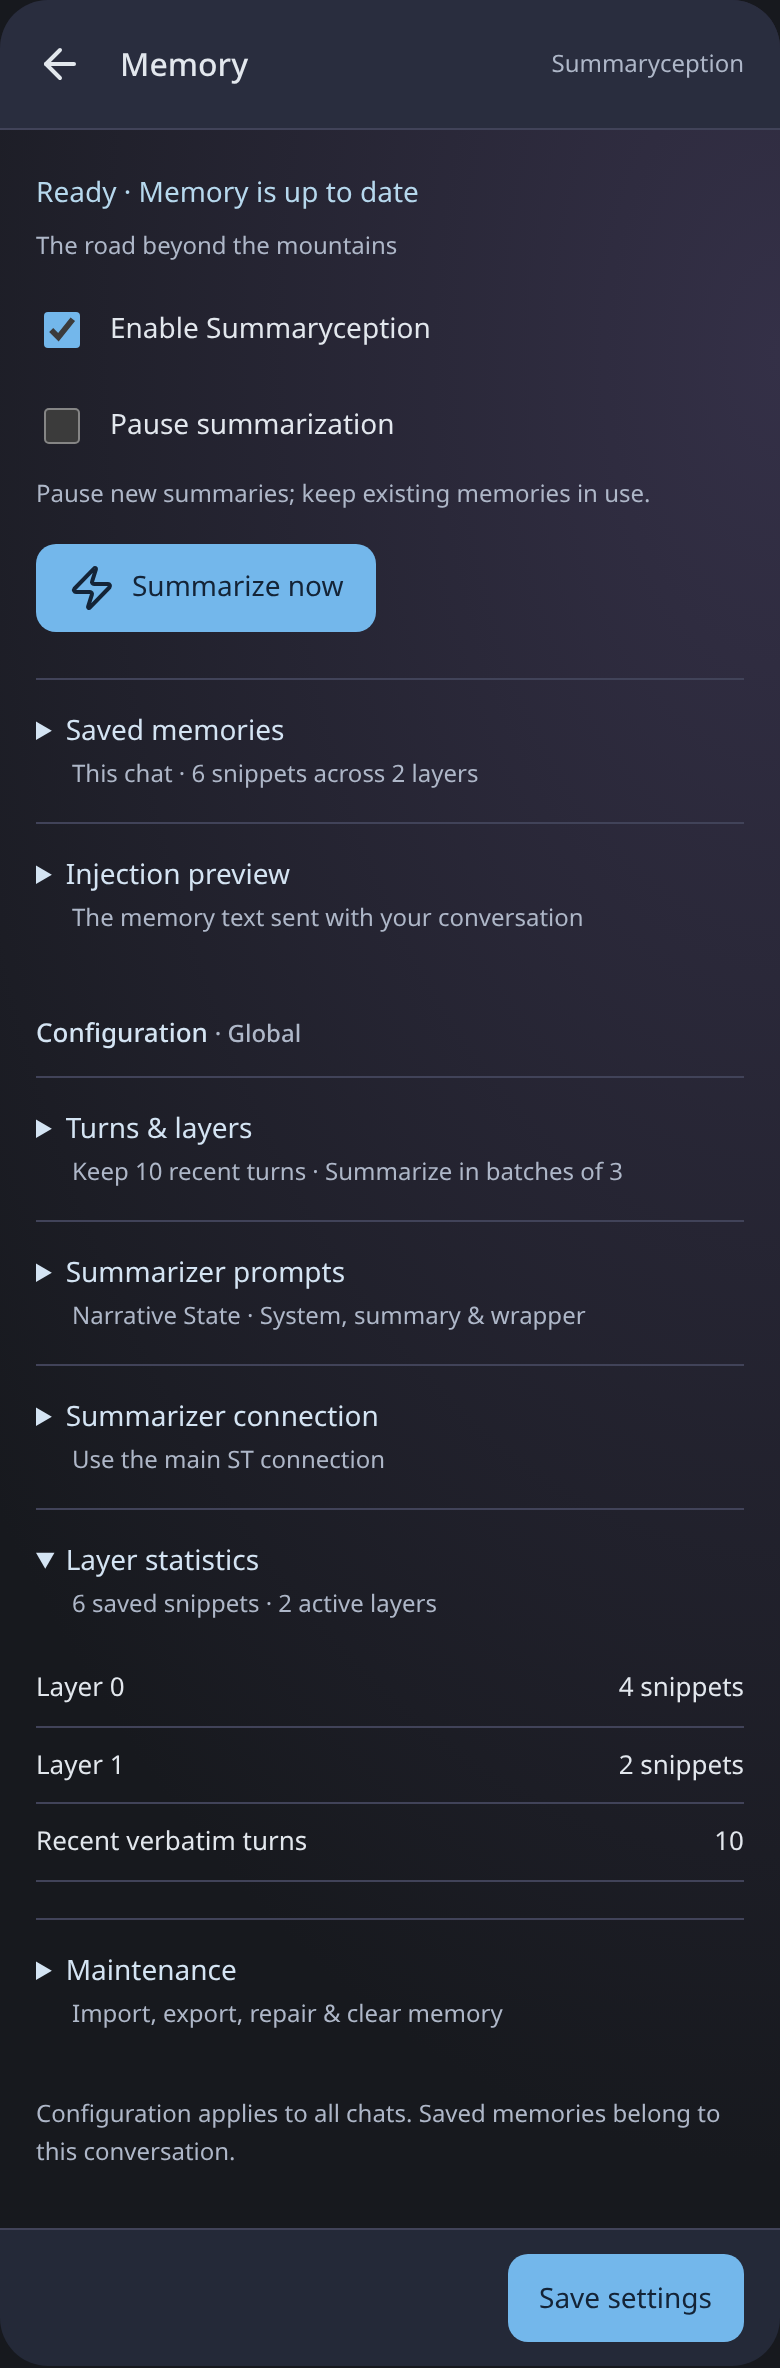 Memory
Summaryception
Ready · Memory is up to date
The road beyond the mountains
Enable Summaryception
Pause summarization
Pause new summaries; keep existing memories in use.
Summarize now
Saved memories
This chat · 6 snippets across 2 layers
Injection preview
The memory text sent with your conversation
Configuration · Global
Turns & layers
Keep 10 recent turns · Summarize in batches of 3
Summarizer prompts
Narrative State · System, summary & wrapper
Summarizer connection
Use the main ST connection
Layer statistics
6 saved snippets · 2 active layers
Layer 0 4 snippets
Layer 1 2 snippets
Recent verbatim turns 10
Maintenance
Import, export, repair & clear memory
Configuration applies to all chats. Saved memories belong to
this conversation.
Save settings